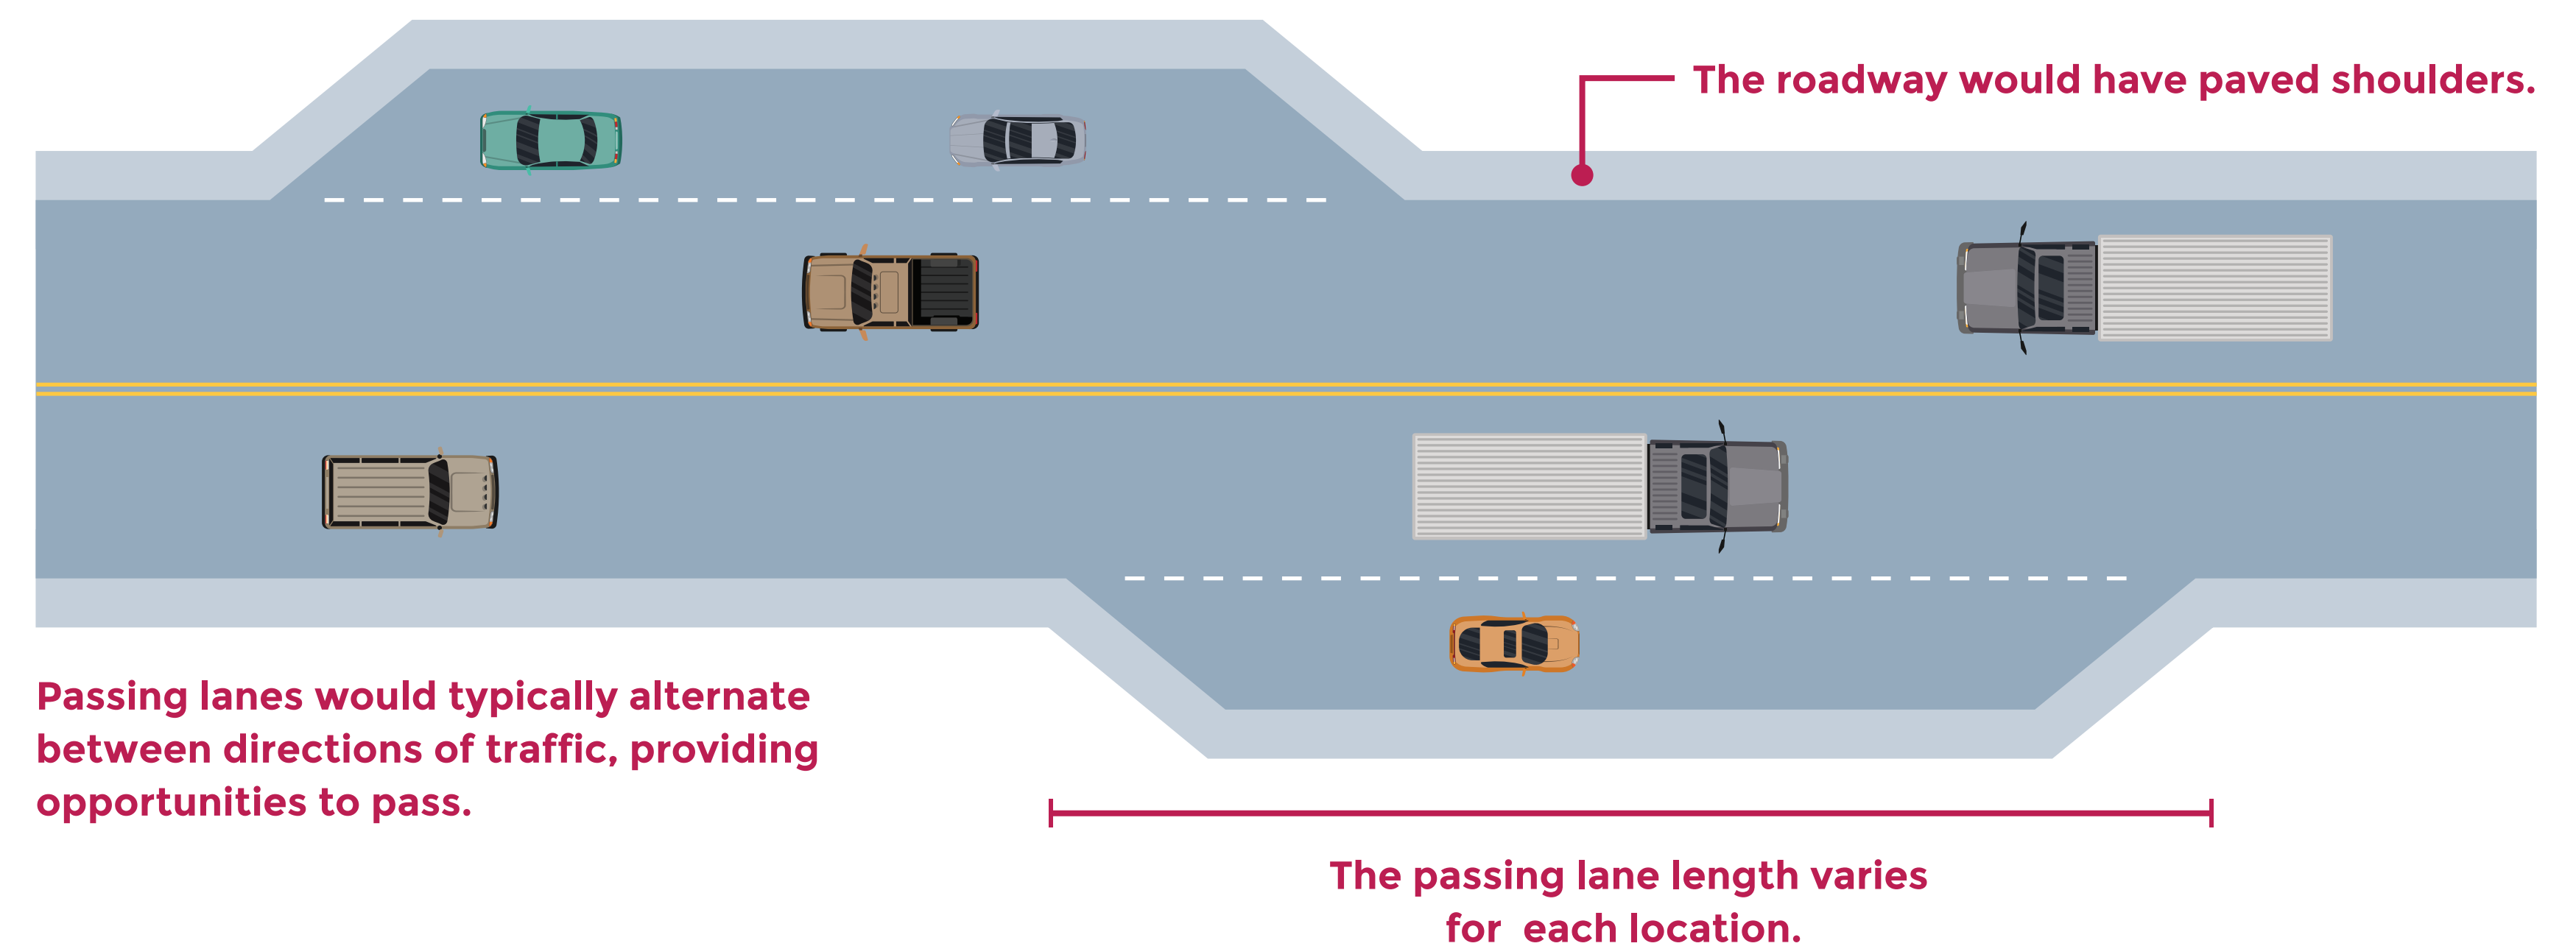 The roadway would have paved shoulders.
Passing lanes would typically alternate
between directions of traffic, providing
opportunities to pass.
The passing lane length varies
for  each location.